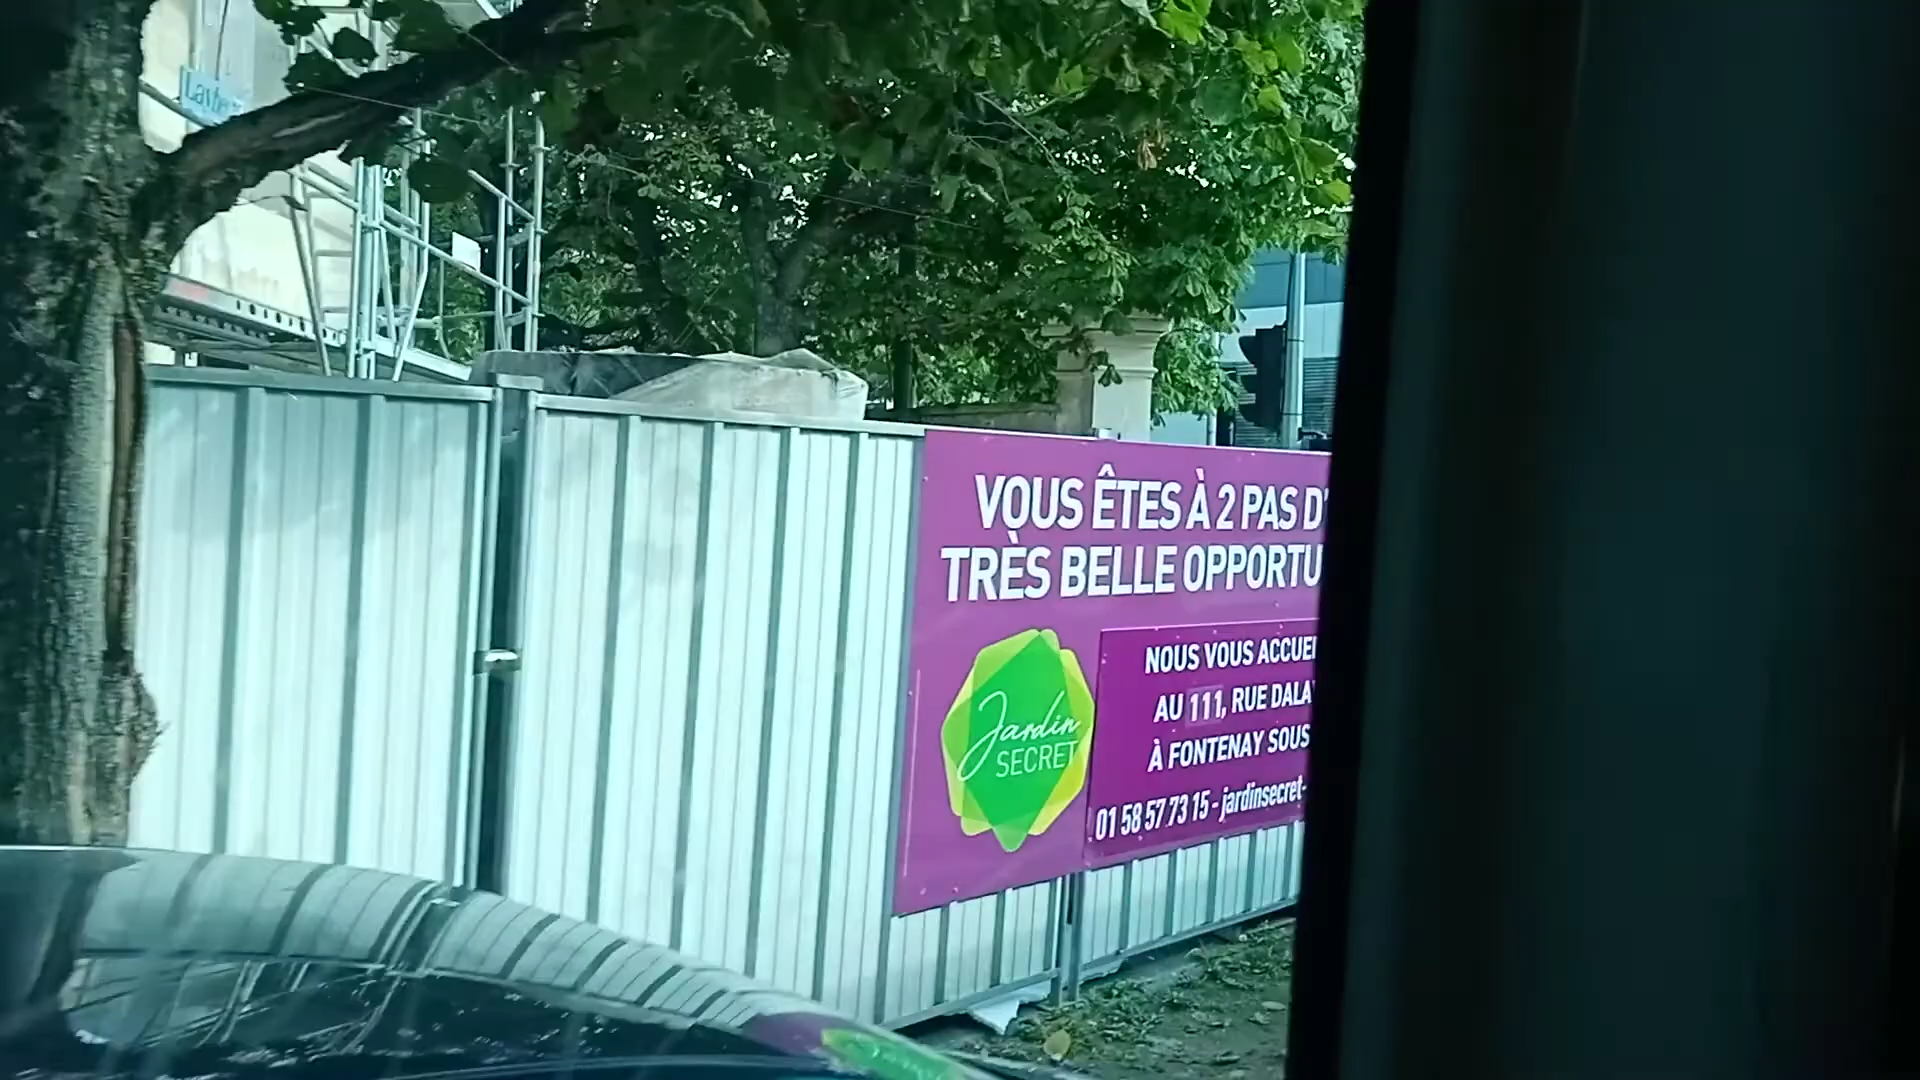 VOUS ÊTES À 2 PAS D'
TRÈS BELLE OPPORTU
Jardin
SECRET
NOUS VOUS ACCUEI
AU 111, RUE DALA
À FONTENAY SOUS
01 58 57 73 15 - jardinsecret-